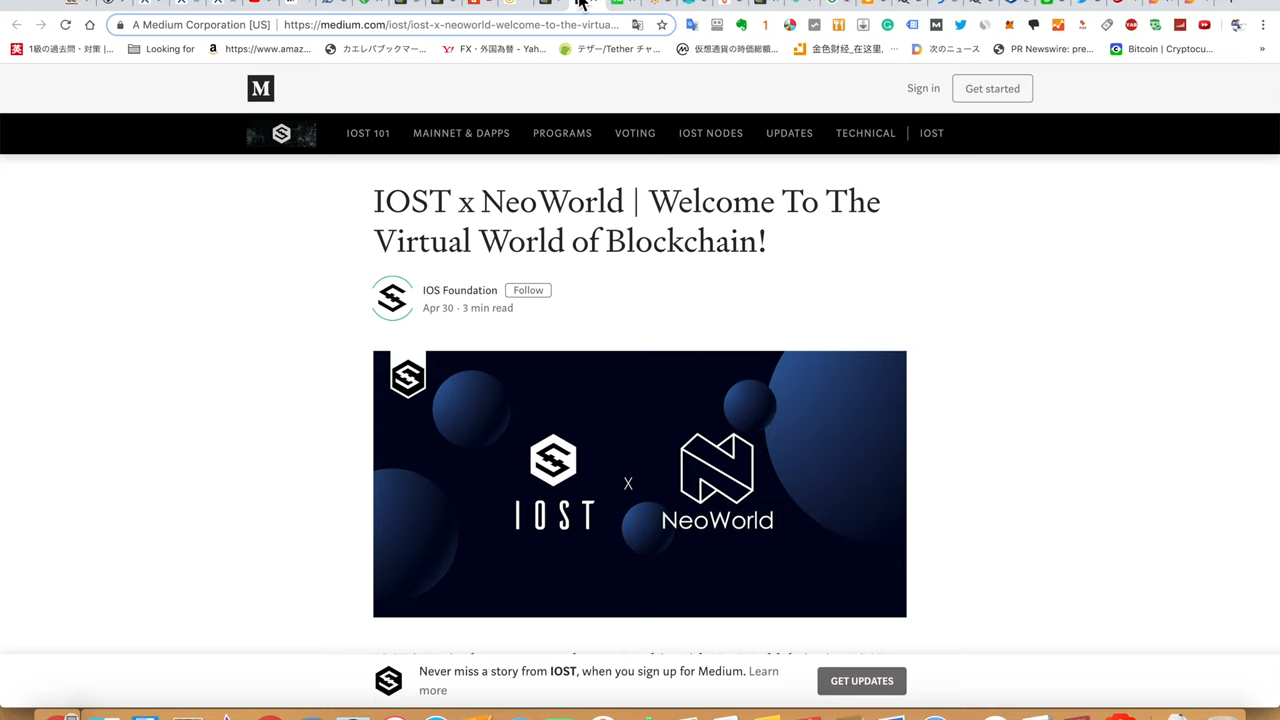 A Medium Corporation [US] | https://medium.com/iost/iost-x-neoworld-welcome-to-the-virtua...
1級の過去問・対策 |...
Looking for
https://www.amaz...
カエレバブックマー...
FX・外国為替 - Yah...
テザー/Tether チャ...
仮想通貨の時価総額...
金色财经_在这里,...
次のニュース
PR Newswire: pre...
Bitcoin | Cryptocu...
»
M
Sign in
Get started
IOST 101
MAINNET & DAPPS
PROGRAMS
VOTING
IOST NODES
UPDATES
TECHNICAL
IOST
IOST x NeoWorld | Welcome To The
Virtual World of Blockchain!
IOS Foundation
Follow
Apr 30 · 3 min read
IOST
X
NeoWorld
Never miss a story from IOST, when you sign up for Medium. Learn
more
GET UPDATES